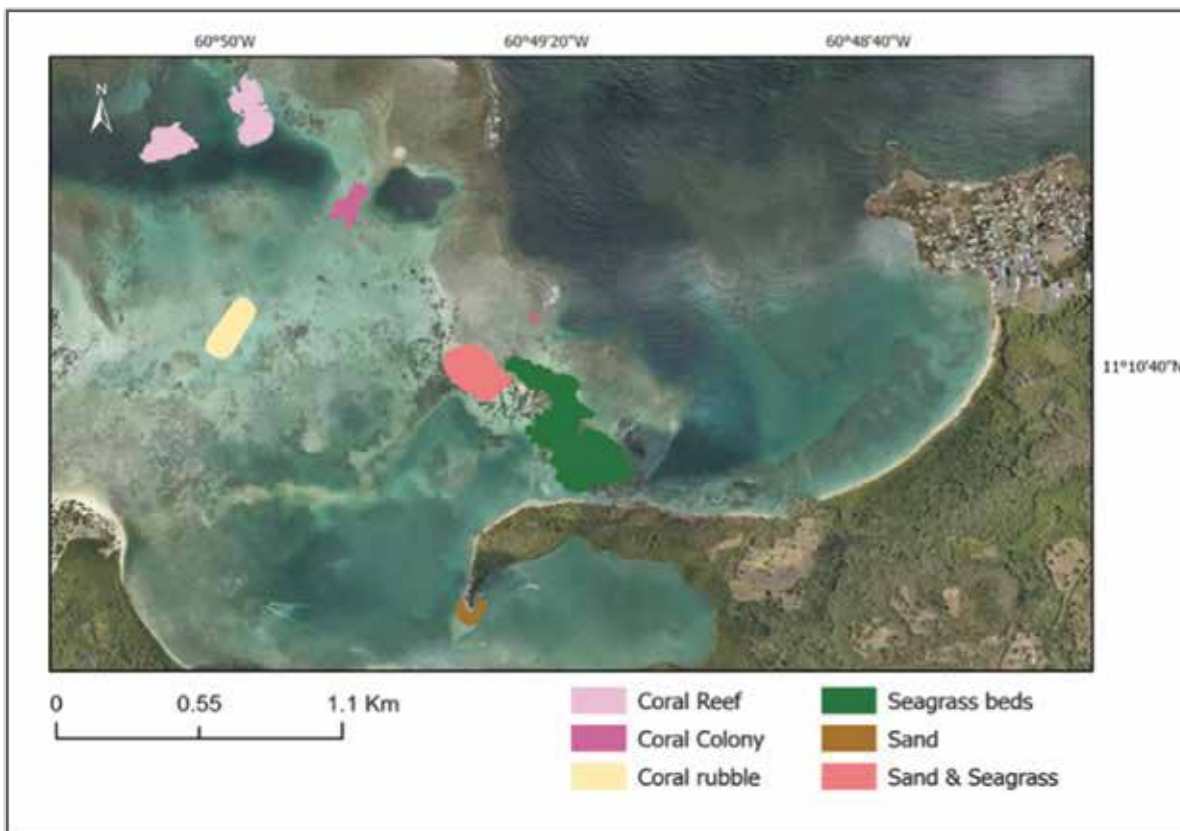 60°50'W 60°49'20"W 60°48'40"W
N
11°10'40"N
0 0.55 1.1 Km
Coral Reef
Coral Colony
Coral rubble
Seagrass beds
Sand
Sand & Seagrass